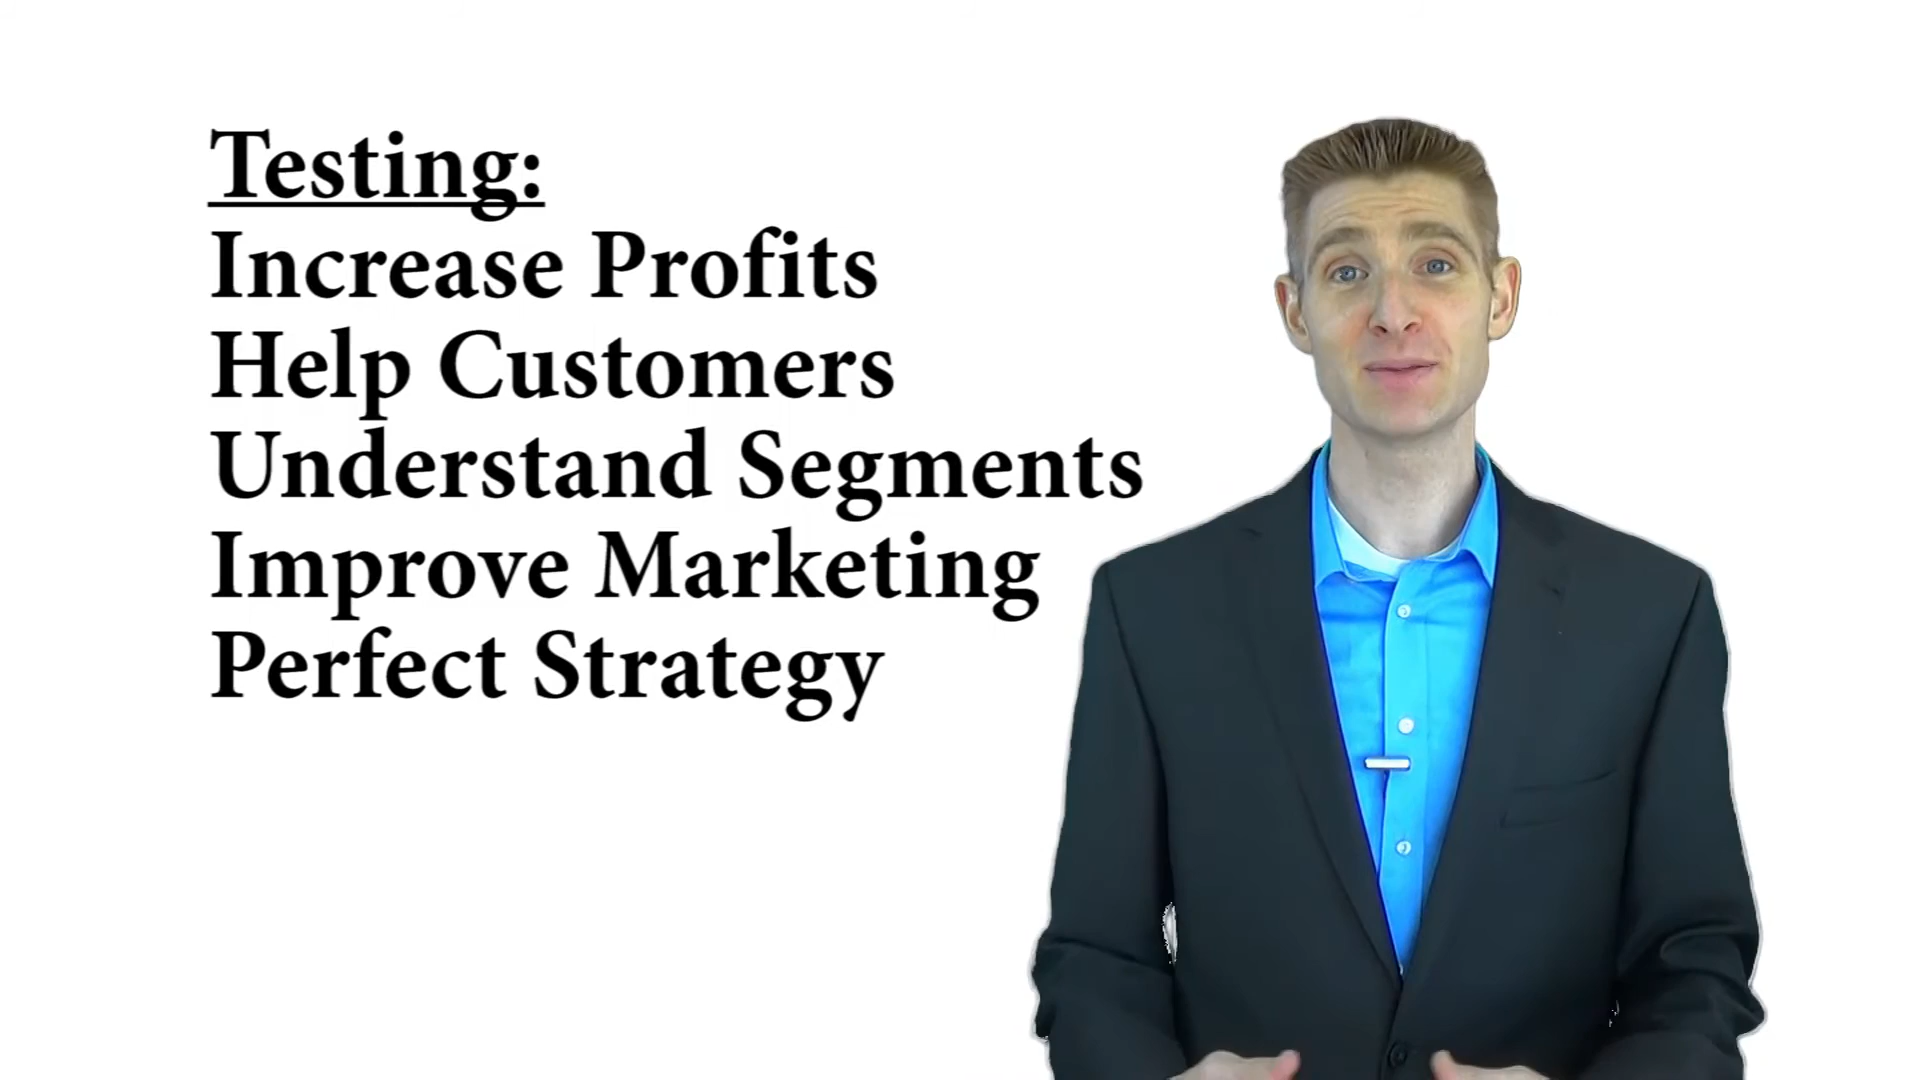 Testing:
Increase Profits
Help Customers
Understand Segments
Improve Marketing
Perfect Strategy